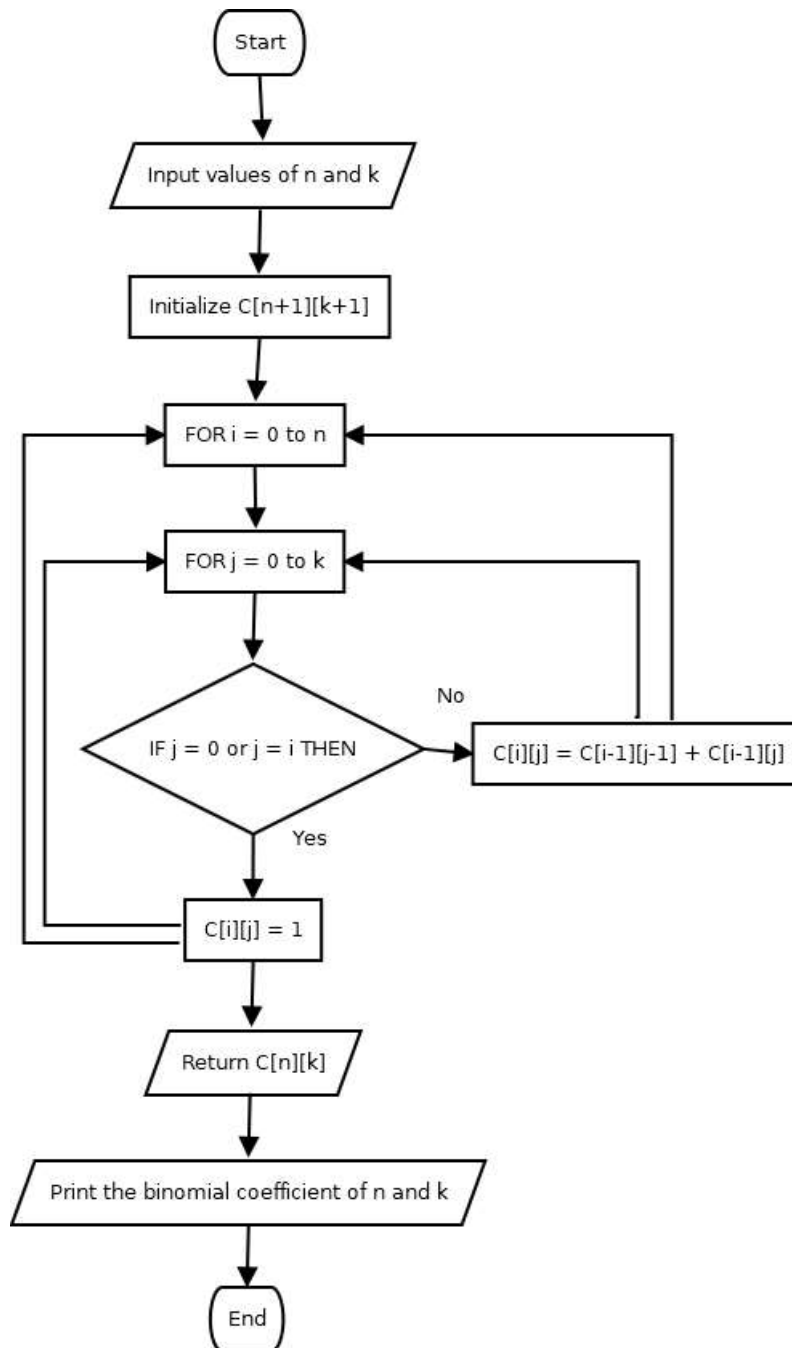 Start
Input values of n and k
Initialize C[n+1][k+1]
FOR i = 0 to n
FOR j = 0 to k
IF j = 0 or j = i THEN
No
C[i][j] = C[i-1][j-1] + C[i-1][j]
Yes
C[i][j] = 1
Return C[n][k]
Print the binomial coefficient of n and k
End